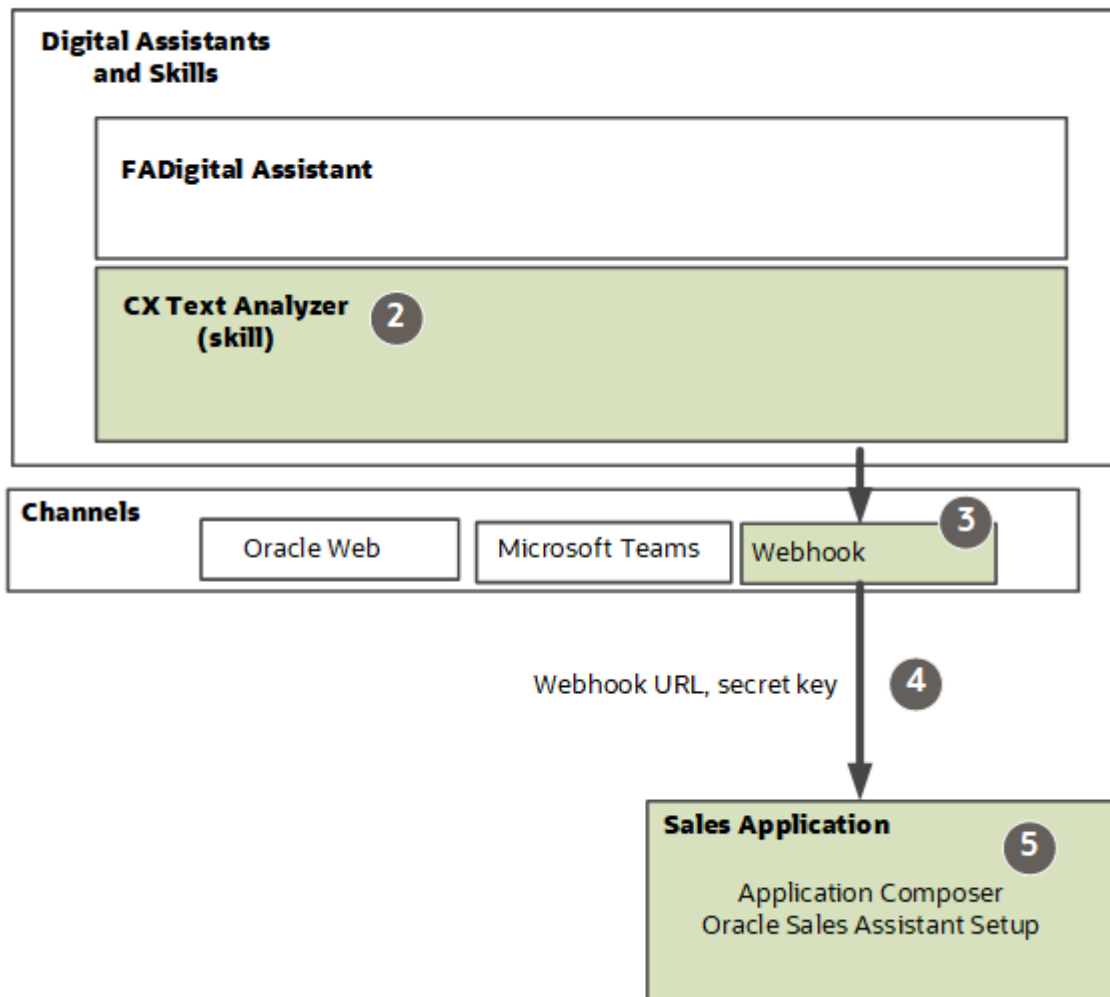 Digital Assistants
and Skills
FADigital Assistant
CX Text Analyzer
(skill)
2
Channels
Oracle Web
Microsoft Teams
Webhook
3
Webhook URL, secret key
4
Sales Application
5
Application Composer
Oracle Sales Assistant Setup